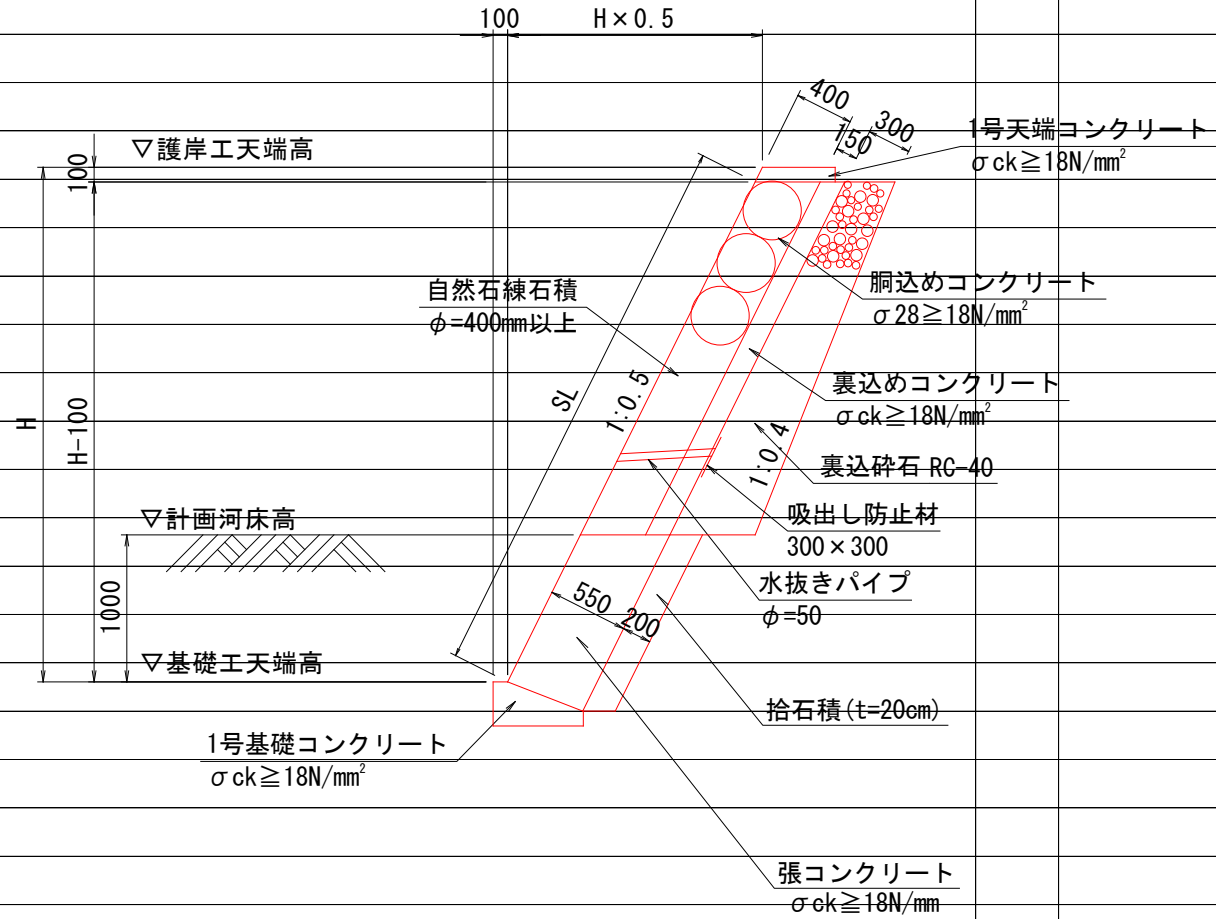 100
H×0.5
400
150
300
1号天端コンクリート
σck≧18N/mm²
▽護岸工天端高
100
胴込めコンクリート
σ28≧18N/mm²
自然石練石積
φ=400mm以上
裏込めコンクリート
σck≧18N/mm²
SL
1:0.5
H
H-100
1:0.4
裏込砕石 RC-40
吸出し防止材
300×300
▽計画河床高
水抜きパイプ
φ=50
1000
550
200
▽基礎工天端高
拾石積(t=20cm)
1号基礎コンクリート
σck≧18N/mm²
張コンクリート
σck≧18N/mm